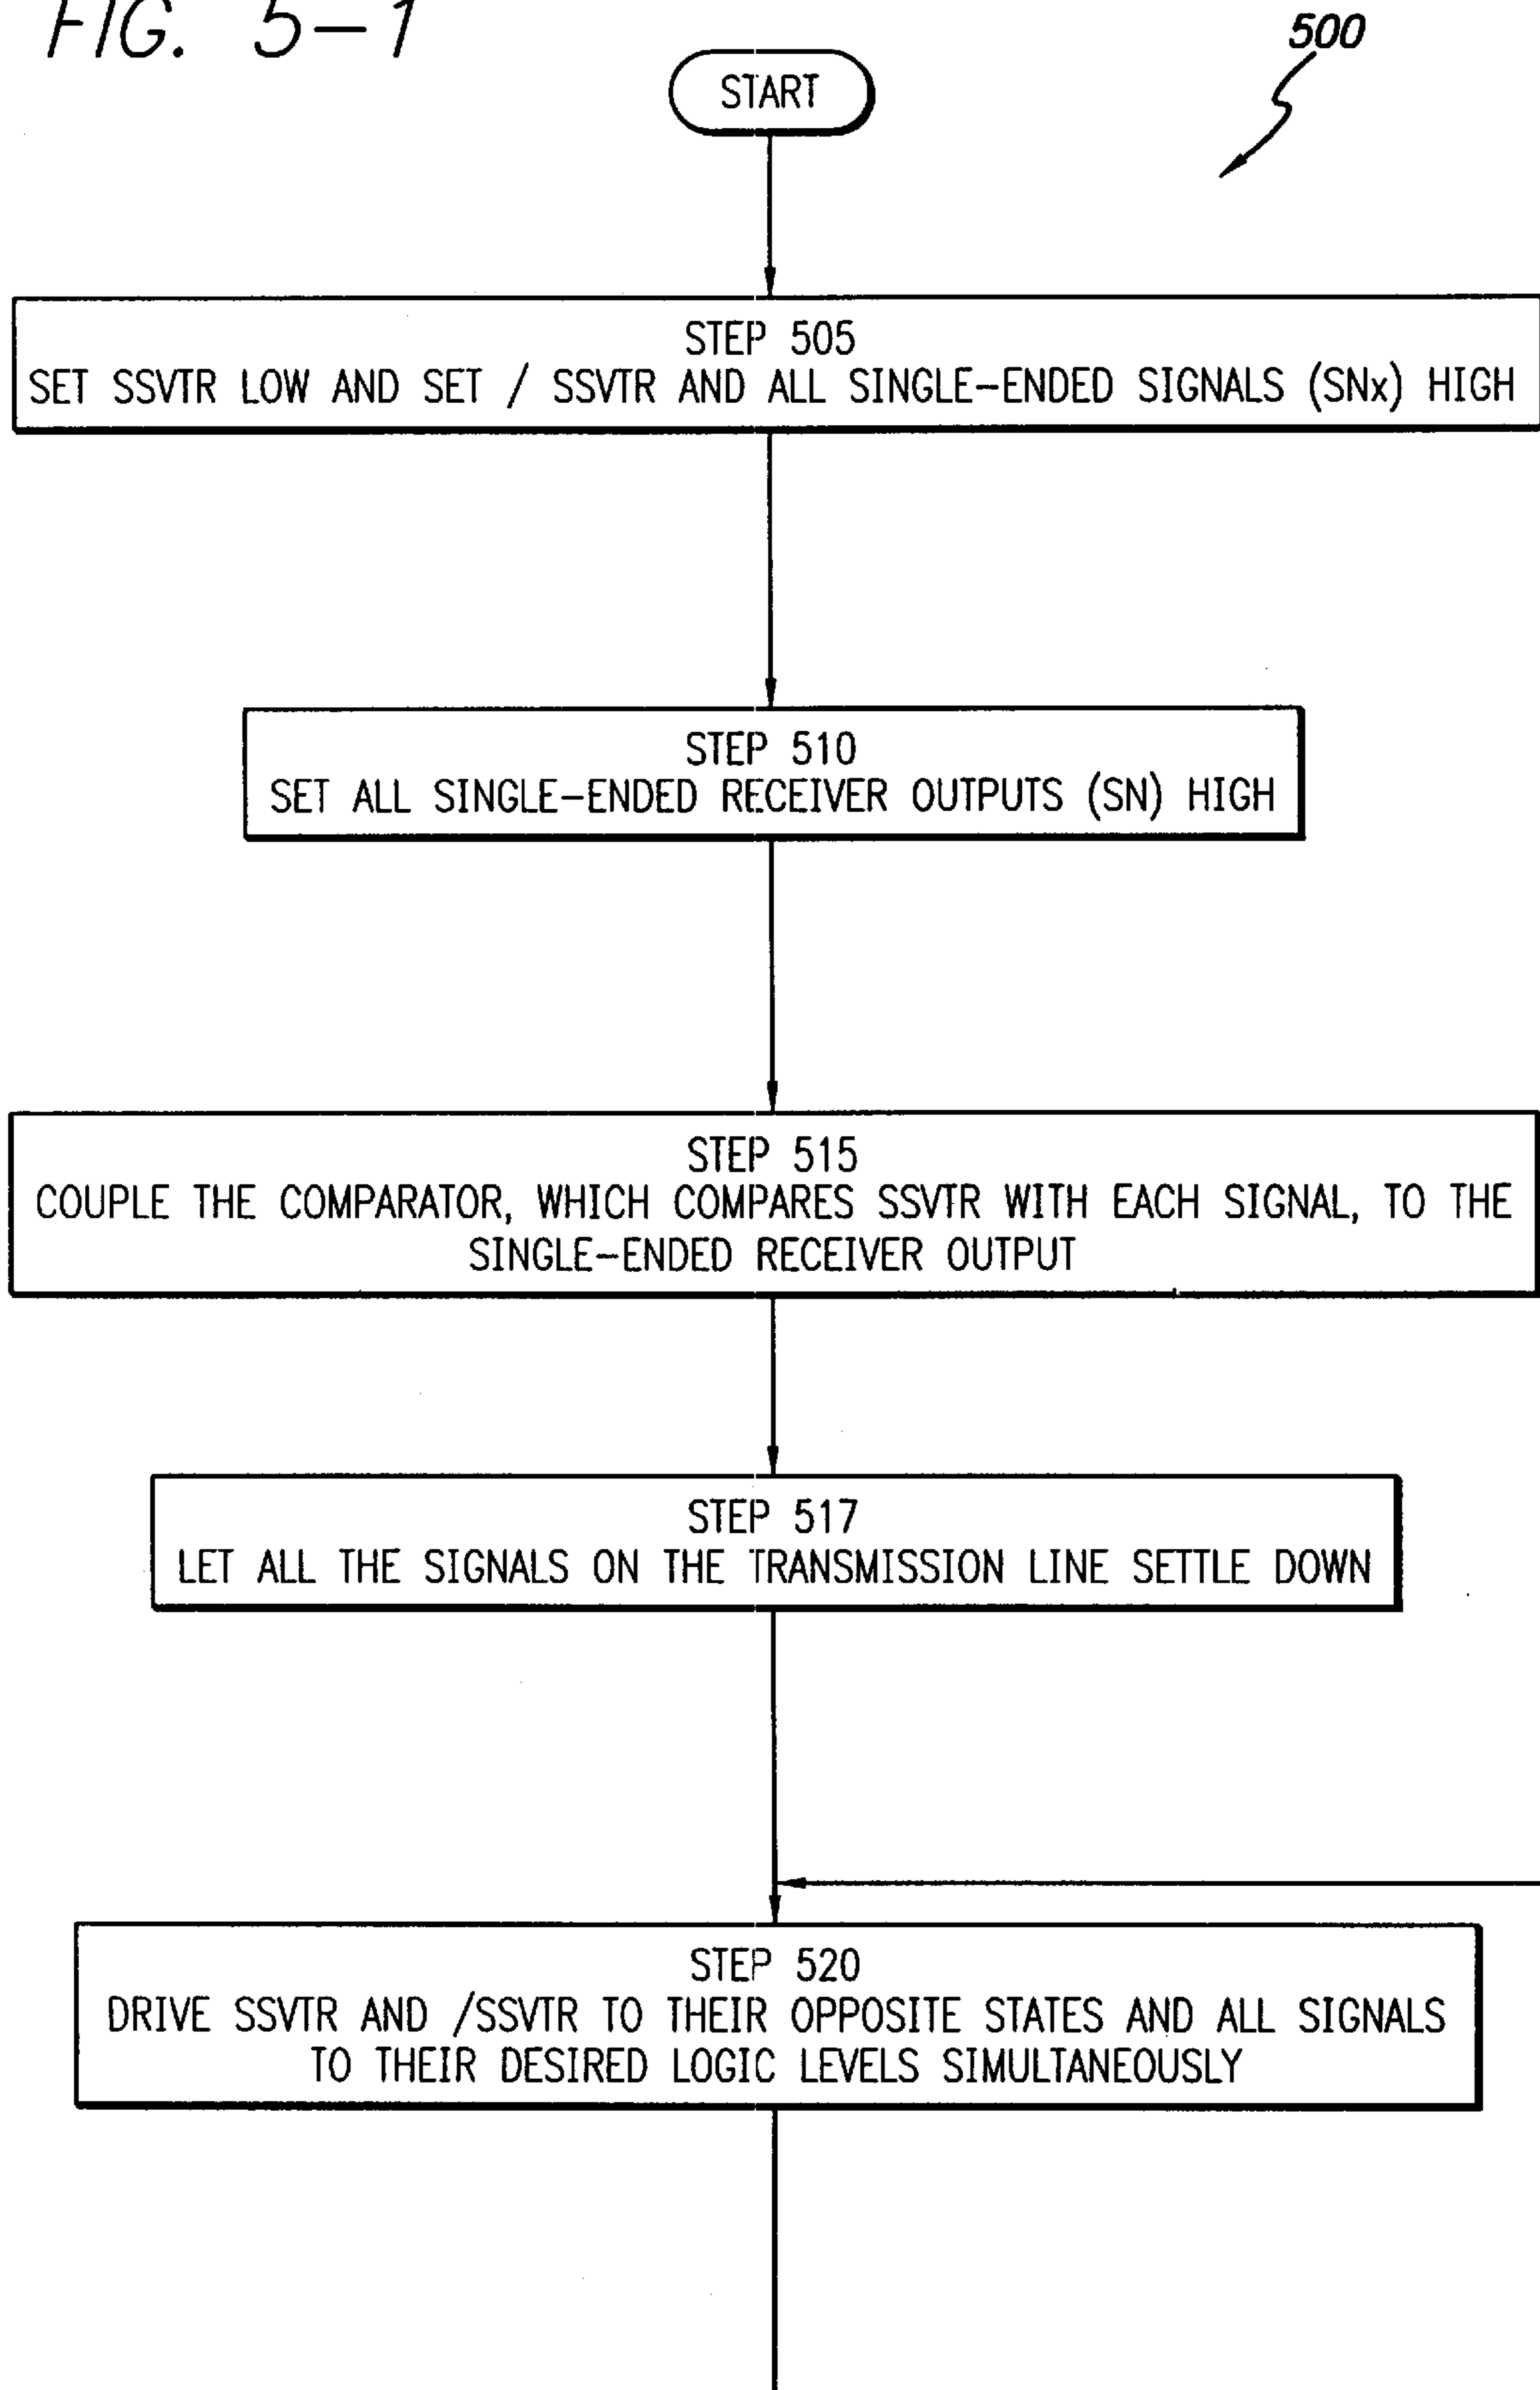 FIG. 5-1
500
START
STEP 505
SET SSVTR LOW AND SET / SSVTR AND ALL SINGLE-ENDED SIGNALS (SNx) HIGH
STEP 510
SET ALL SINGLE-ENDED RECEIVER OUTPUTS (SN) HIGH
STEP 515
COUPLE THE COMPARATOR, WHICH COMPARES SSVTR WITH EACH SIGNAL, TO THE
SINGLE-ENDED RECEIVER OUTPUT
STEP 517
LET ALL THE SIGNALS ON THE TRANSMISSION LINE SETTLE DOWN
STEP 520
DRIVE SSVTR AND /SSVTR TO THEIR OPPOSITE STATES AND ALL SIGNALS
TO THEIR DESIRED LOGIC LEVELS SIMULTANEOUSLY